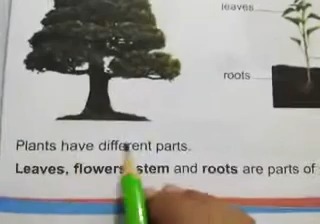 leaves
roots
Plants have different parts.
Leaves, flowers, stem and roots are parts of